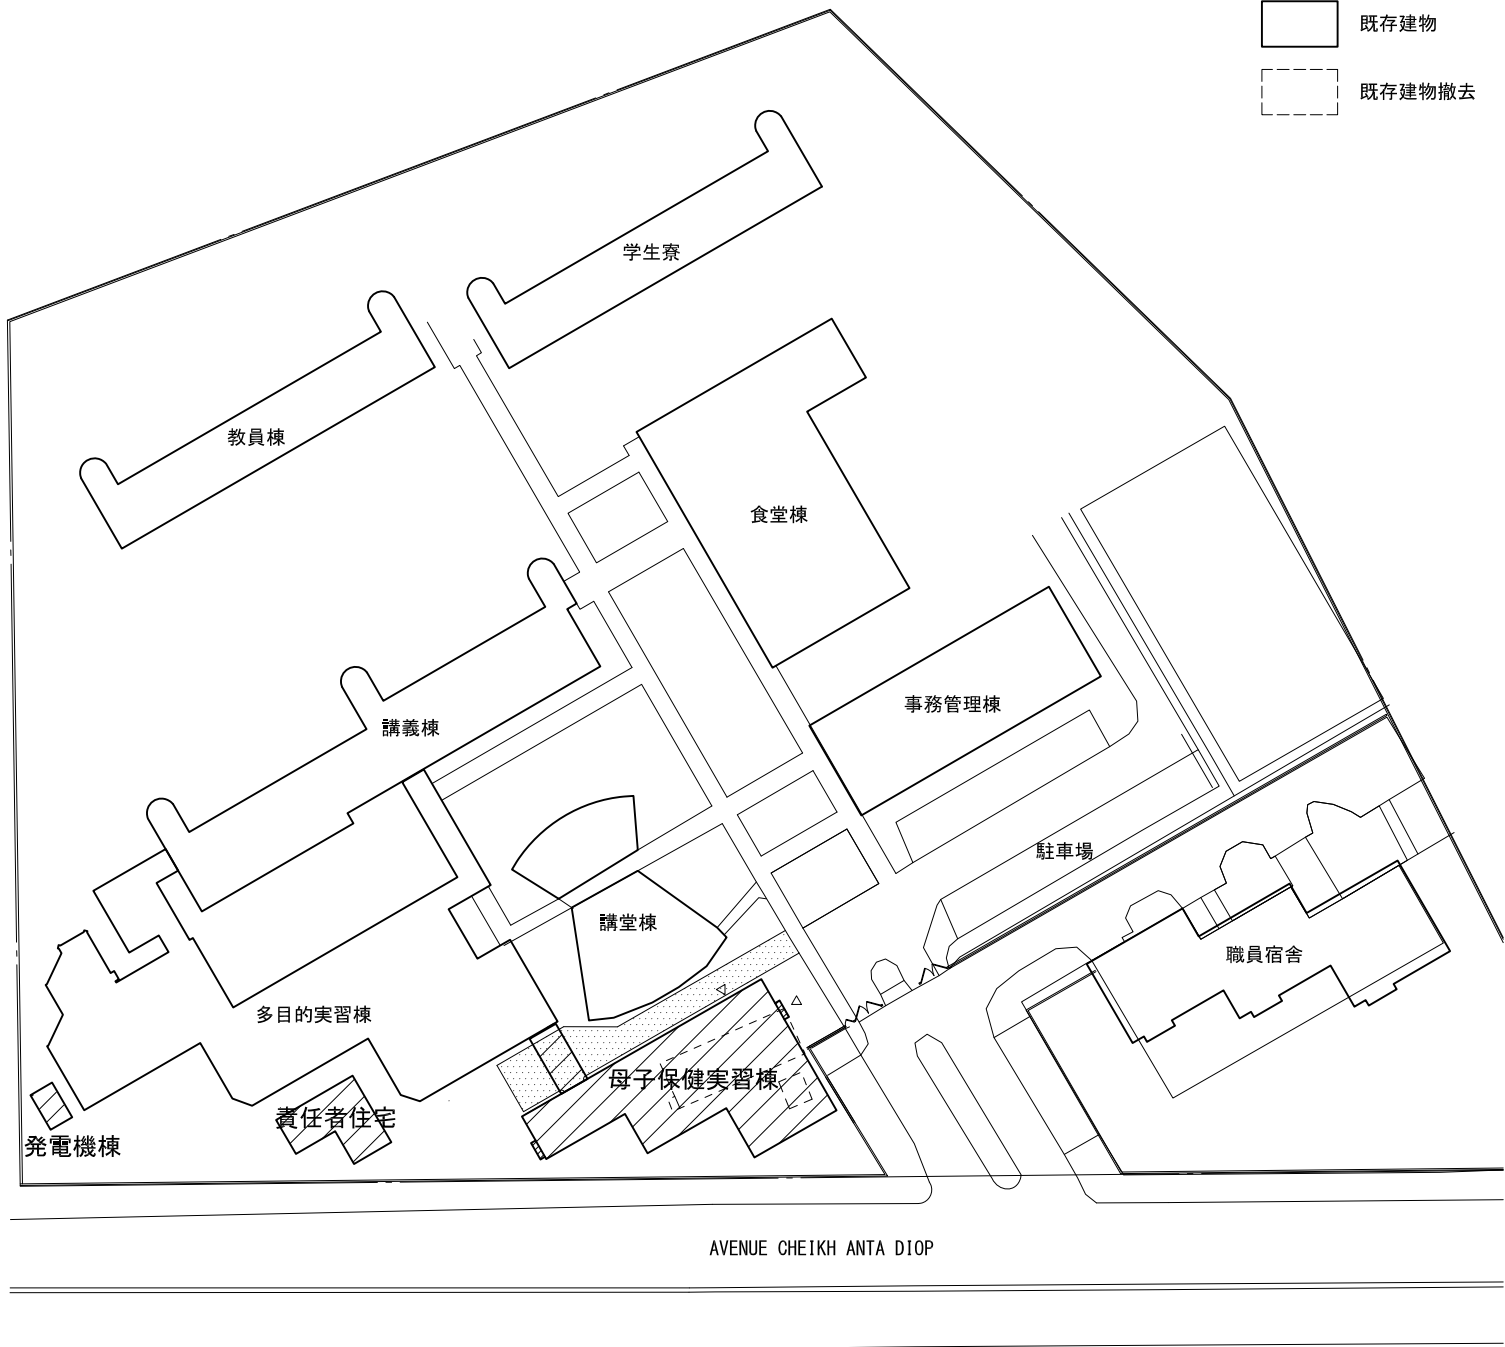 既存建物
既存建物撤去
学生寮
教員棟
食堂棟
事務管理棟
講義棟
駐車場
講堂棟
職員宿舎
多目的実習棟
母子保健実習棟
責任者住宅
発電機棟
AVENUE CHEIKH ANTA DIOP